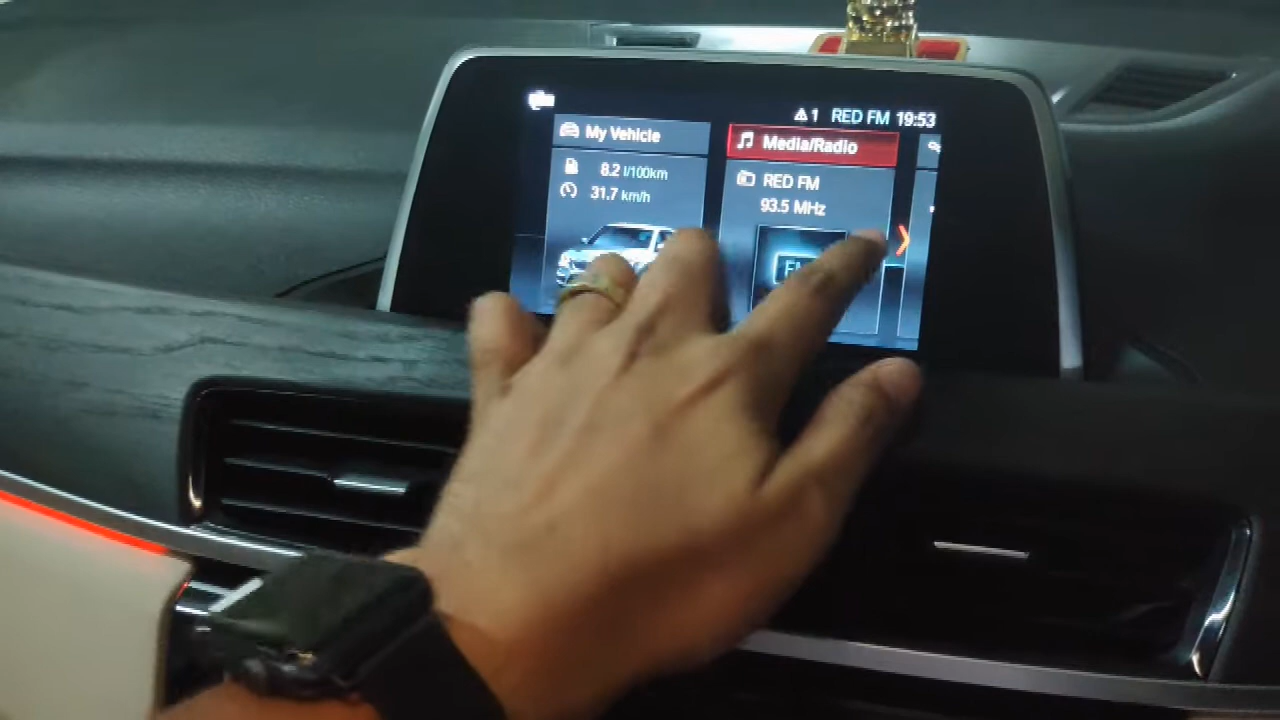 ⚠1 RED FM 19:53
My Vehicle
8.2 l/100km
31.7 km/h
Media/Radio
RED FM
93.5 MHz
FM